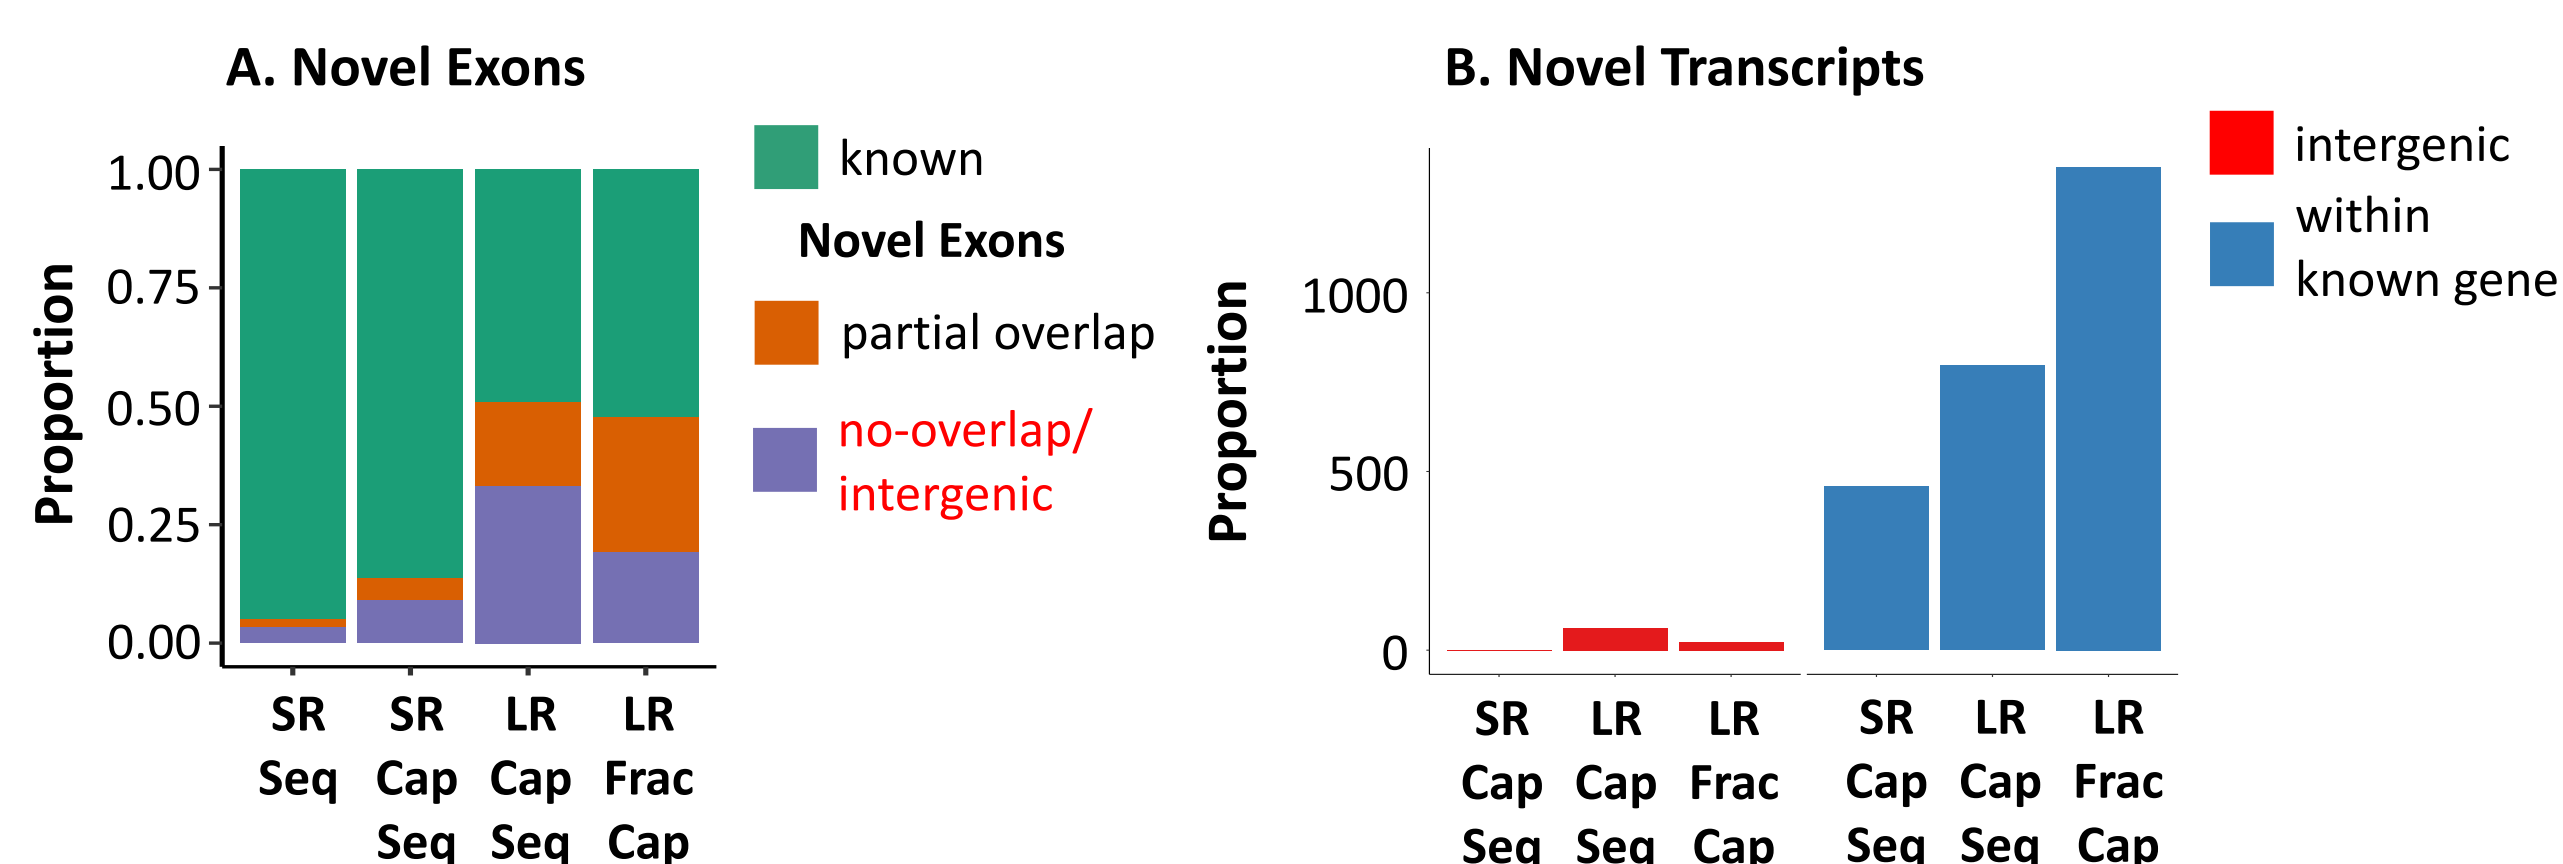 A. Novel Exons
Proportion
1.00
0.75
0.50
0.25
0.00
SR
Seq
SR
Cap
Seq
LR
Cap
Seq
LR
Frac
Cap
known
Novel Exons
partial overlap
no-overlap/
intergenic
B. Novel Transcripts
Proportion
1000
500
0
SR
Cap
Seq
LR
Cap
Seq
LR
Frac
Cap
SR
Cap
Seq
LR
Cap
Seq
LR
Frac
Cap
intergenic
within
known gene